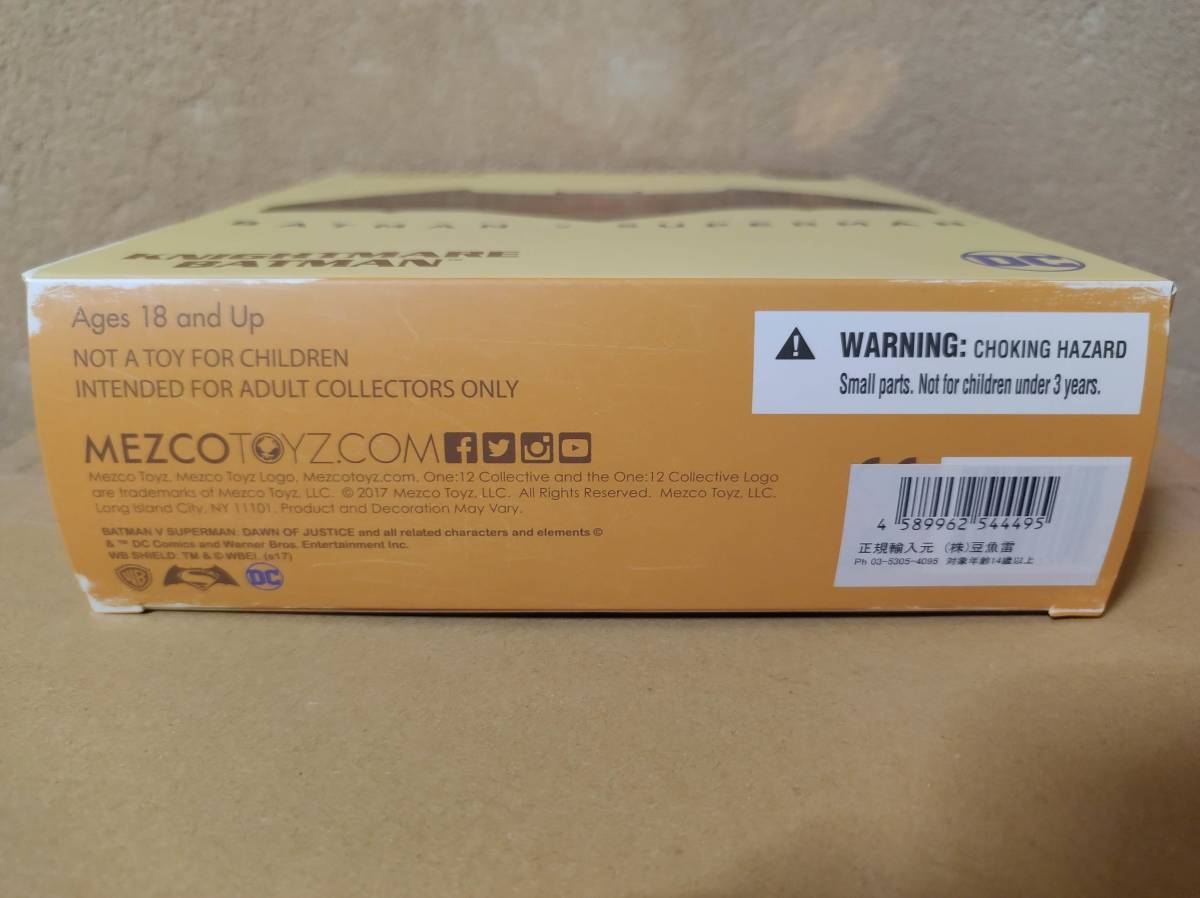 BATMAN v SUPERMAN
KNIGHTMARE
BATMAN™
DC
Ages 18 and Up
NOT A TOY FOR CHILDREN
INTENDED FOR ADULT COLLECTORS ONLY
WARNING: CHOKING HAZARD
Small parts. Not for children under 3 years.
MEZCOTOYZ.COM
Mezco Toyz, Mezco Toyz Logo, Mezcotoyz.com, One:12 Collective and the One:12 Collective Logo
are trademarks of Mezco Toyz, LLC. © 2017 Mezco Toyz, LLC. All Rights Reserved. Mezco Toyz, LLC.
Long Island City, NY 11101. Product and Decoration May Vary.
BATMAN V SUPERMAN: DAWN OF JUSTICE and all related characters and elements ©
& ™ DC Comics and Warner Bros. Entertainment Inc.
WB SHIELD: TM & © WBEI. (s17)
WB
DC
4 589962 544495
正規輸入元 (株)豆魚雷
Ph 03-5305-4095 対象年齢14歳以上